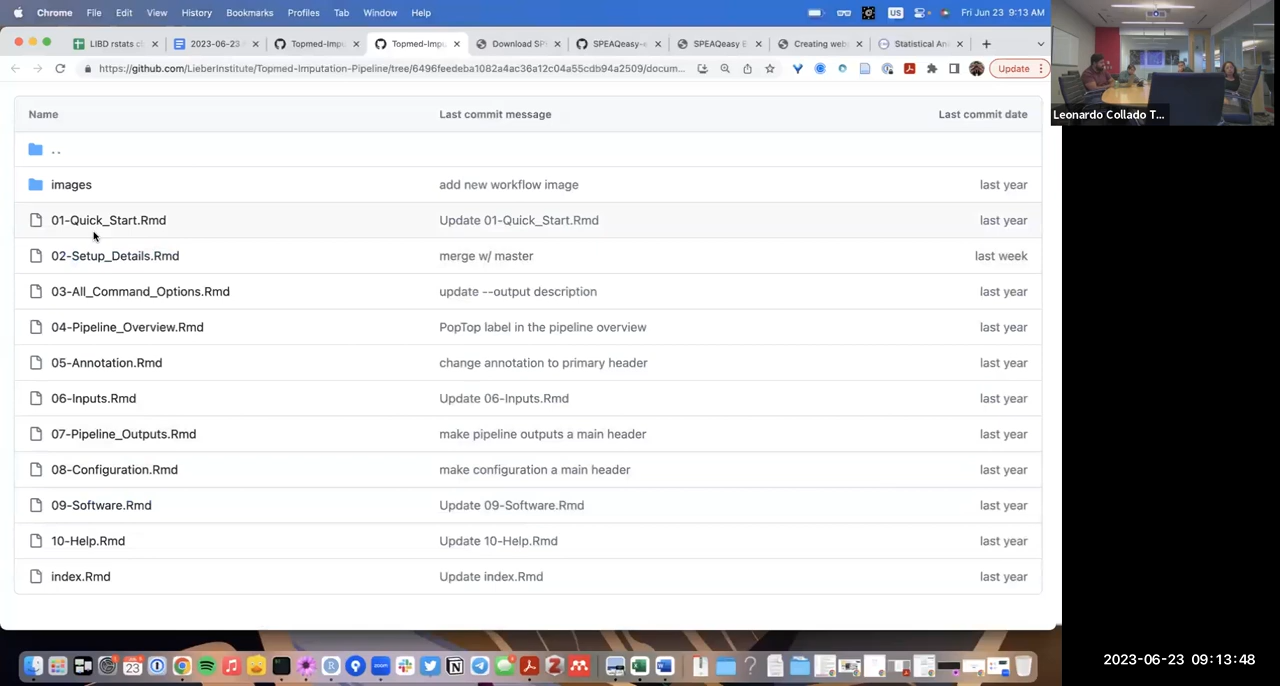 Chrome File Edit View History Bookmarks Profiles Tab Window Help US Fri Jun 23 9:13 AM
LIBD rstats cl 2023-06-23 Topmed-Im Topmed-Imp Download SP SPEAQeasy-e SPEAQeasy E Creating web Statistical An
https://github.com/LieberInstitute/Topmed-Imputation-Pipeline/tree/6496feedeba1082a4ac36a12c04a55cdb94a2509/docum... Update
Leonardo Collado T...
Name Last commit message Last commit date
..
images add new workflow image last year
01-Quick_Start.Rmd Update 01-Quick_Start.Rmd last year
02-Setup_Details.Rmd merge w/ master last week
03-All_Command_Options.Rmd update --output description last year
04-Pipeline_Overview.Rmd PopTop label in the pipeline overview last year
05-Annotation.Rmd change annotation to primary header last year
06-Inputs.Rmd Update 06-Inputs.Rmd last year
07-Pipeline_Outputs.Rmd make pipeline outputs a main header last year
08-Configuration.Rmd make configuration a main header last year
09-Software.Rmd Update 09-Software.Rmd last year
10-Help.Rmd Update 10-Help.Rmd last year
index.Rmd Update index.Rmd last year
23
zoom
2023-06-23 09:13:48